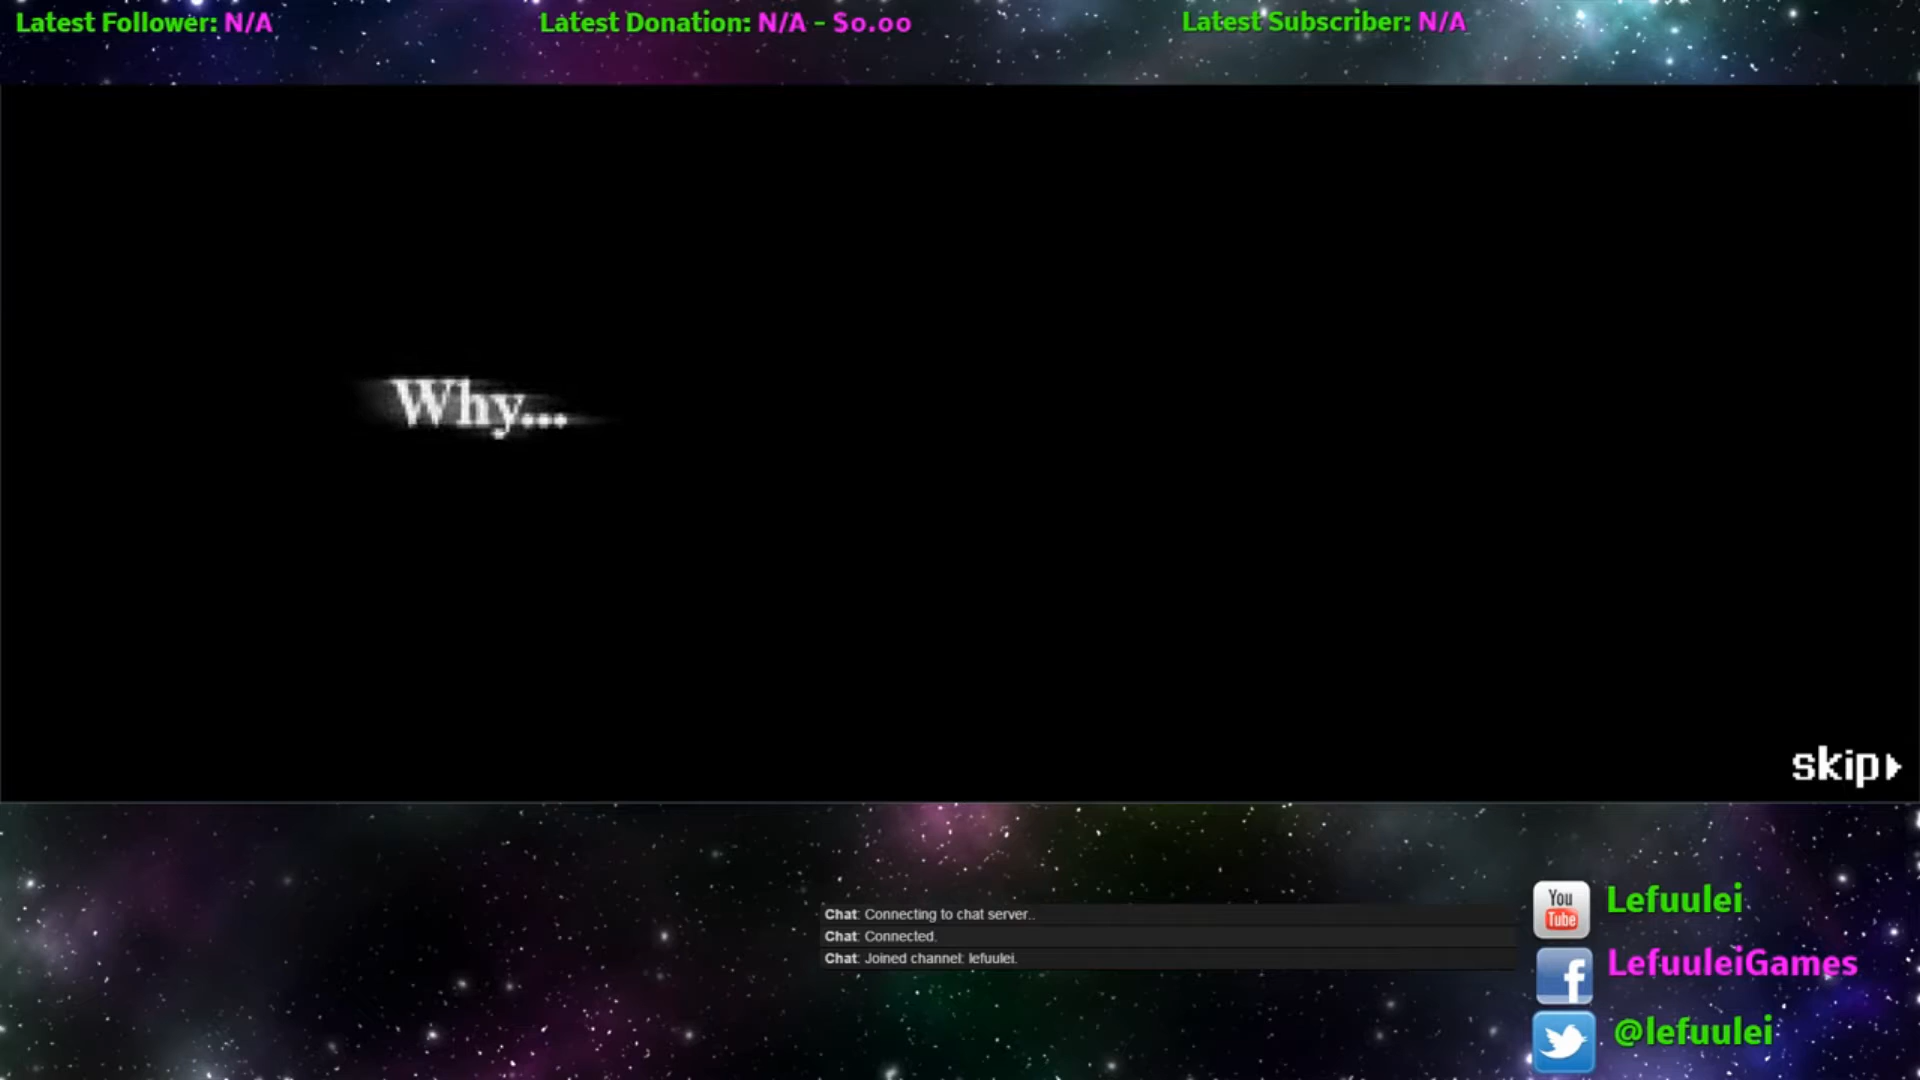 Latest Follower: N/A
Latest Donation: N/A - $0.00
Latest Subscriber: N/A
Why...
skip
Chat: Connecting to chat server..
Chat: Connected.
Chat: Joined channel: lefuulei.
You
Tube
Lefuulei
f
LefuuleiGames
@lefuulei